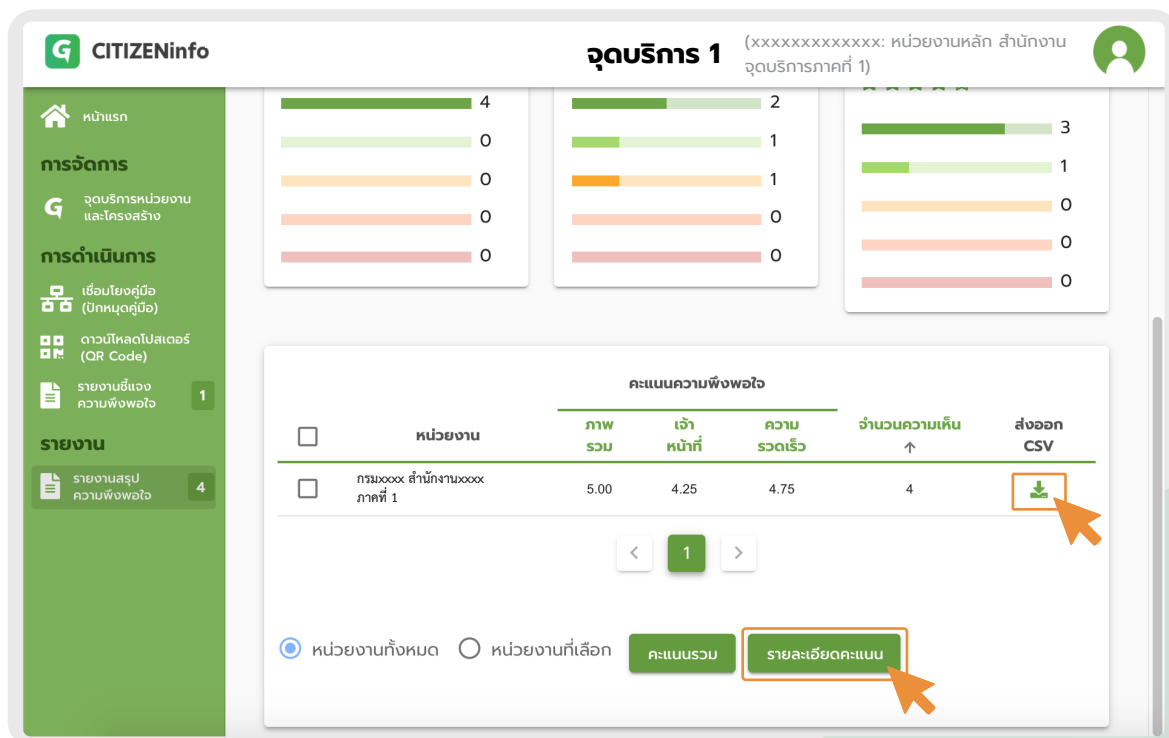 G CITIZENinfo
จุดบริการ 1
(xxxxxxxxxxxxx: หน่วยงานหลัก สำนักงาน
จุดบริการภาคที่ 1)
หน้าแรก
การจัดการ
จุดบริการหน่วยงาน
และโครงสร้าง
การดำเนินการ
เชื่อมโยงคู่มือ
(ปักหมุดคู่มือ)
ดาวน์โหลดโปสเตอร์
(QR Code)
รายงานชี้แจง
ความพึงพอใจ
1
รายงาน
รายงานสรุป
ความพึงพอใจ
4
4
0
0
0
0
2
1
1
0
0
3
1
0
0
0
คะแนนความพึงพอใจ
หน่วยงาน
ภาพ
รวม
เจ้า
หน้าที่
ความ
รวดเร็ว
จำนวนความเห็น
↑
ส่งออก
CSV
กรมxxxx สำนักงานxxxx
ภาคที่ 1
5.00 4.25 4.75 4
< 1 >
หน่วยงานทั้งหมด หน่วยงานที่เลือก คะแนนรวม รายละเอียดคะแนน